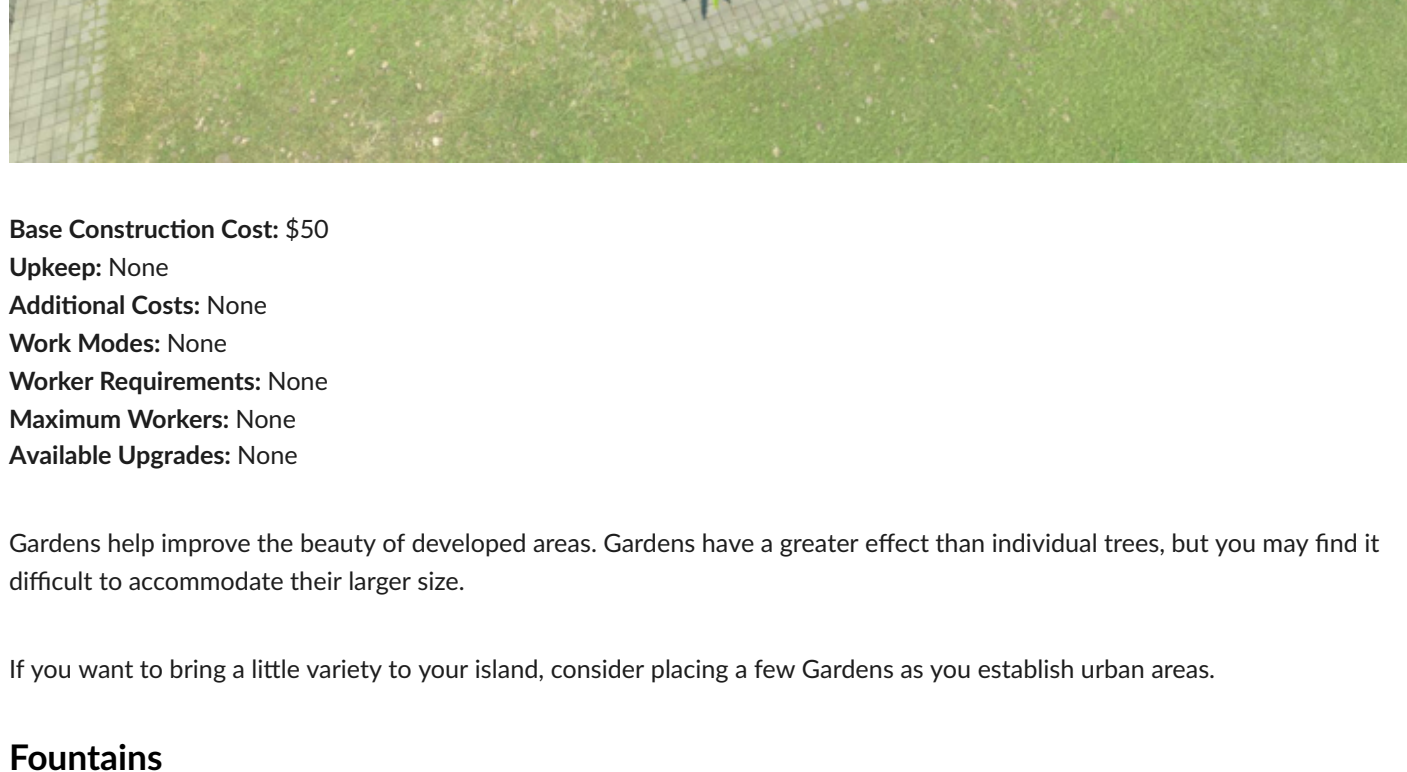 Base Construction Cost: $50
Upkeep: None
Additional Costs: None
Work Modes: None
Worker Requirements: None
Maximum Workers: None
Available Upgrades: None
Gardens help improve the beauty of developed areas. Gardens have a greater effect than individual trees, but you may find it
difficult to accommodate their larger size.
If you want to bring a little variety to your island, consider placing a few Gardens as you establish urban areas.
Fountains